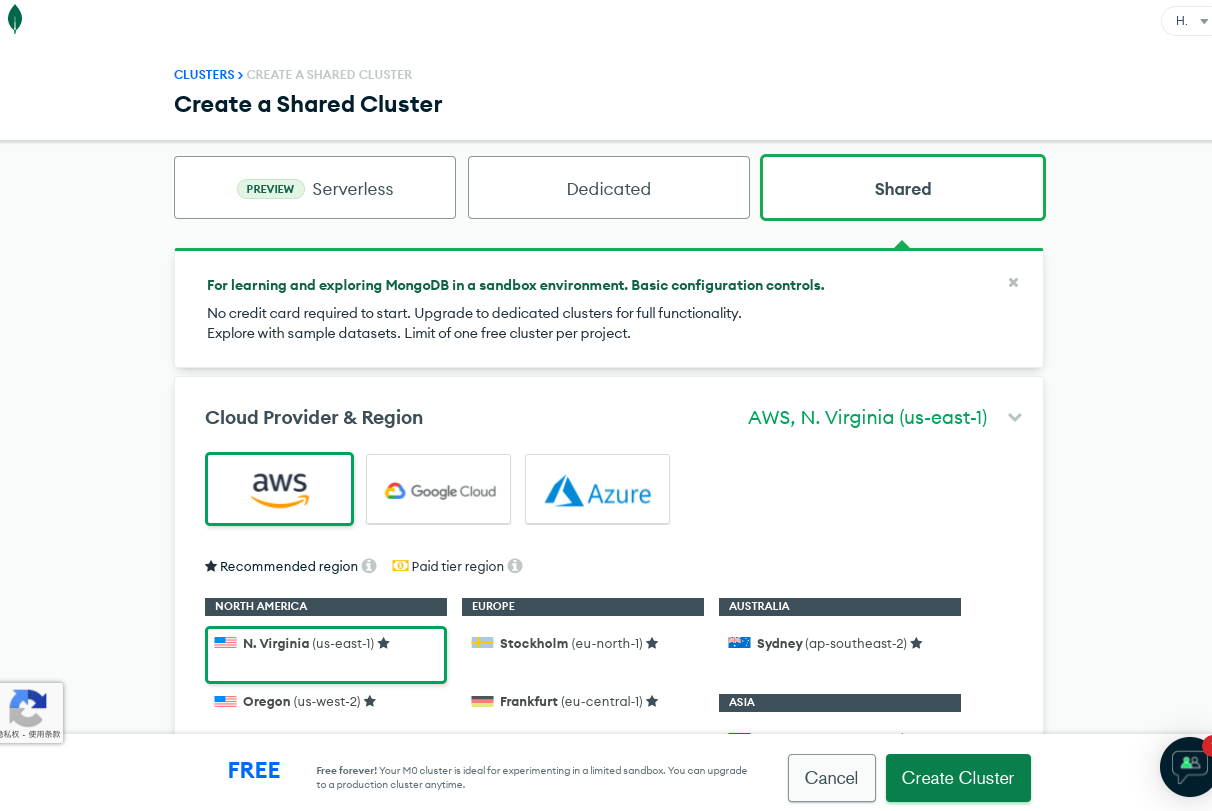 H.
CLUSTERS > CREATE A SHARED CLUSTER
Create a Shared Cluster
PREVIEW Serverless
Dedicated
Shared
For learning and exploring MongoDB in a sandbox environment. Basic configuration controls.
No credit card required to start. Upgrade to dedicated clusters for full functionality.
Explore with sample datasets. Limit of one free cluster per project.
Cloud Provider & Region
AWS, N. Virginia (us-east-1)
aws
Google Cloud
Azure
Recommended region
Paid tier region
NORTH AMERICA
EUROPE
AUSTRALIA
N. Virginia (us-east-1)
Stockholm (eu-north-1)
Sydney (ap-southeast-2)
Oregon (us-west-2)
Frankfurt (eu-central-1)
ASIA
私权 - 使用条款
FREE
Free forever! Your M0 cluster is ideal for experimenting in a limited sandbox. You can upgrade
to a production cluster anytime.
Cancel
Create Cluster